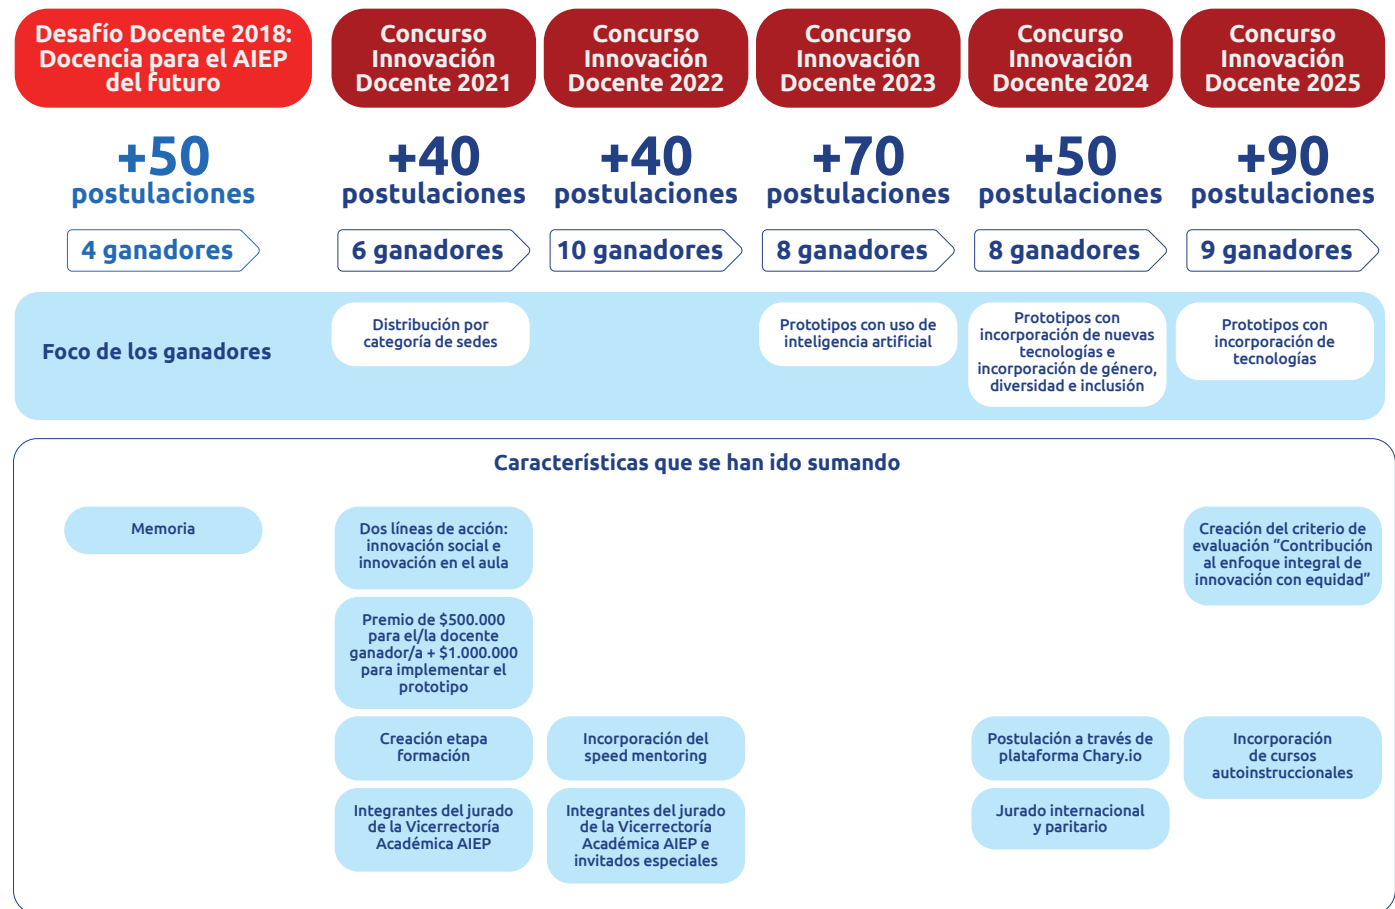 Desafío Docente 2018:
Docencia para el AIEP
del futuro
Concurso
Innovación
Docente 2021
Concurso
Innovación
Docente 2022
Concurso
Innovación
Docente 2023
Concurso
Innovación
Docente 2024
Concurso
Innovación
Docente 2025
+50
postulaciones
+40
postulaciones
+40
postulaciones
+70
postulaciones
+50
postulaciones
+90
postulaciones
4 ganadores
6 ganadores
10 ganadores
8 ganadores
8 ganadores
9 ganadores
Foco de los ganadores
Distribución por
categoría de sedes
Prototipos con uso de
inteligencia artificial
Prototipos con
incorporación de nuevas
tecnologías e
incorporación de género,
diversidad e inclusión
Prototipos con
incorporación de
tecnologías
Características que se han ido sumando
Memoria
Dos líneas de acción:
innovación social e
innovación en el aula
Creación del criterio de
evaluación “Contribución
al enfoque integral de
innovación con equidad”
Premio de $500.000
para el/la docente
ganador/a + $1.000.000
para implementar el
prototipo
Creación etapa
formación
Incorporación del
speed mentoring
Postulación a través de
plataforma Chary.io
Incorporación
de cursos
autoinstruccionales
Integrantes del jurado
de la Vicerrectoría
Académica AIEP
Integrantes del jurado
de la Vicerrectoría
Académica AIEP e
invitados especiales
Jurado internacional
y paritario